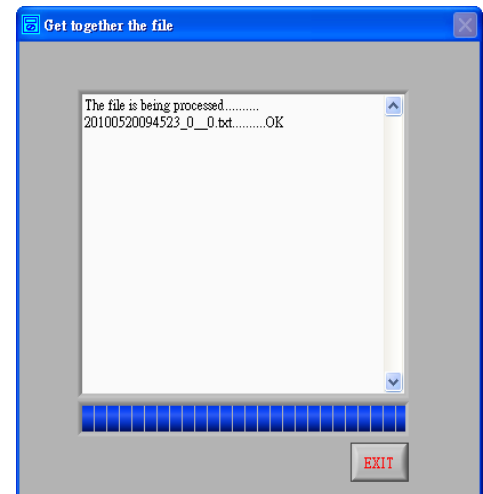 Get together the file
The file is being processed..........
20100520094523_0__0.txt.........OK
EXIT